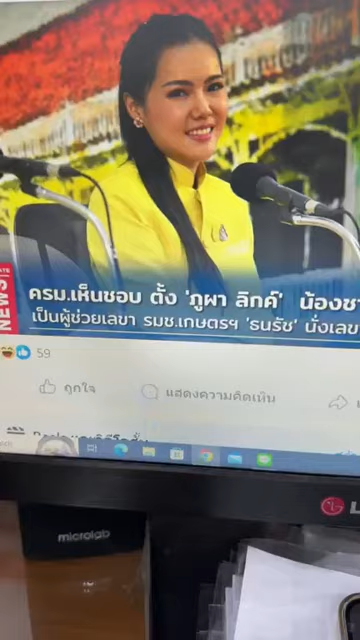 NEWS
ครม.เห็นชอบ ตั้ง 'ภูผา ลิกค์' น้องชา
เป็นผู้ช่วยเลขา รมช.เกษตรฯ 'ธนรัช' นั่งเลข
59
ถูกใจ
แสดงความคิดเห็น
LG
microlab